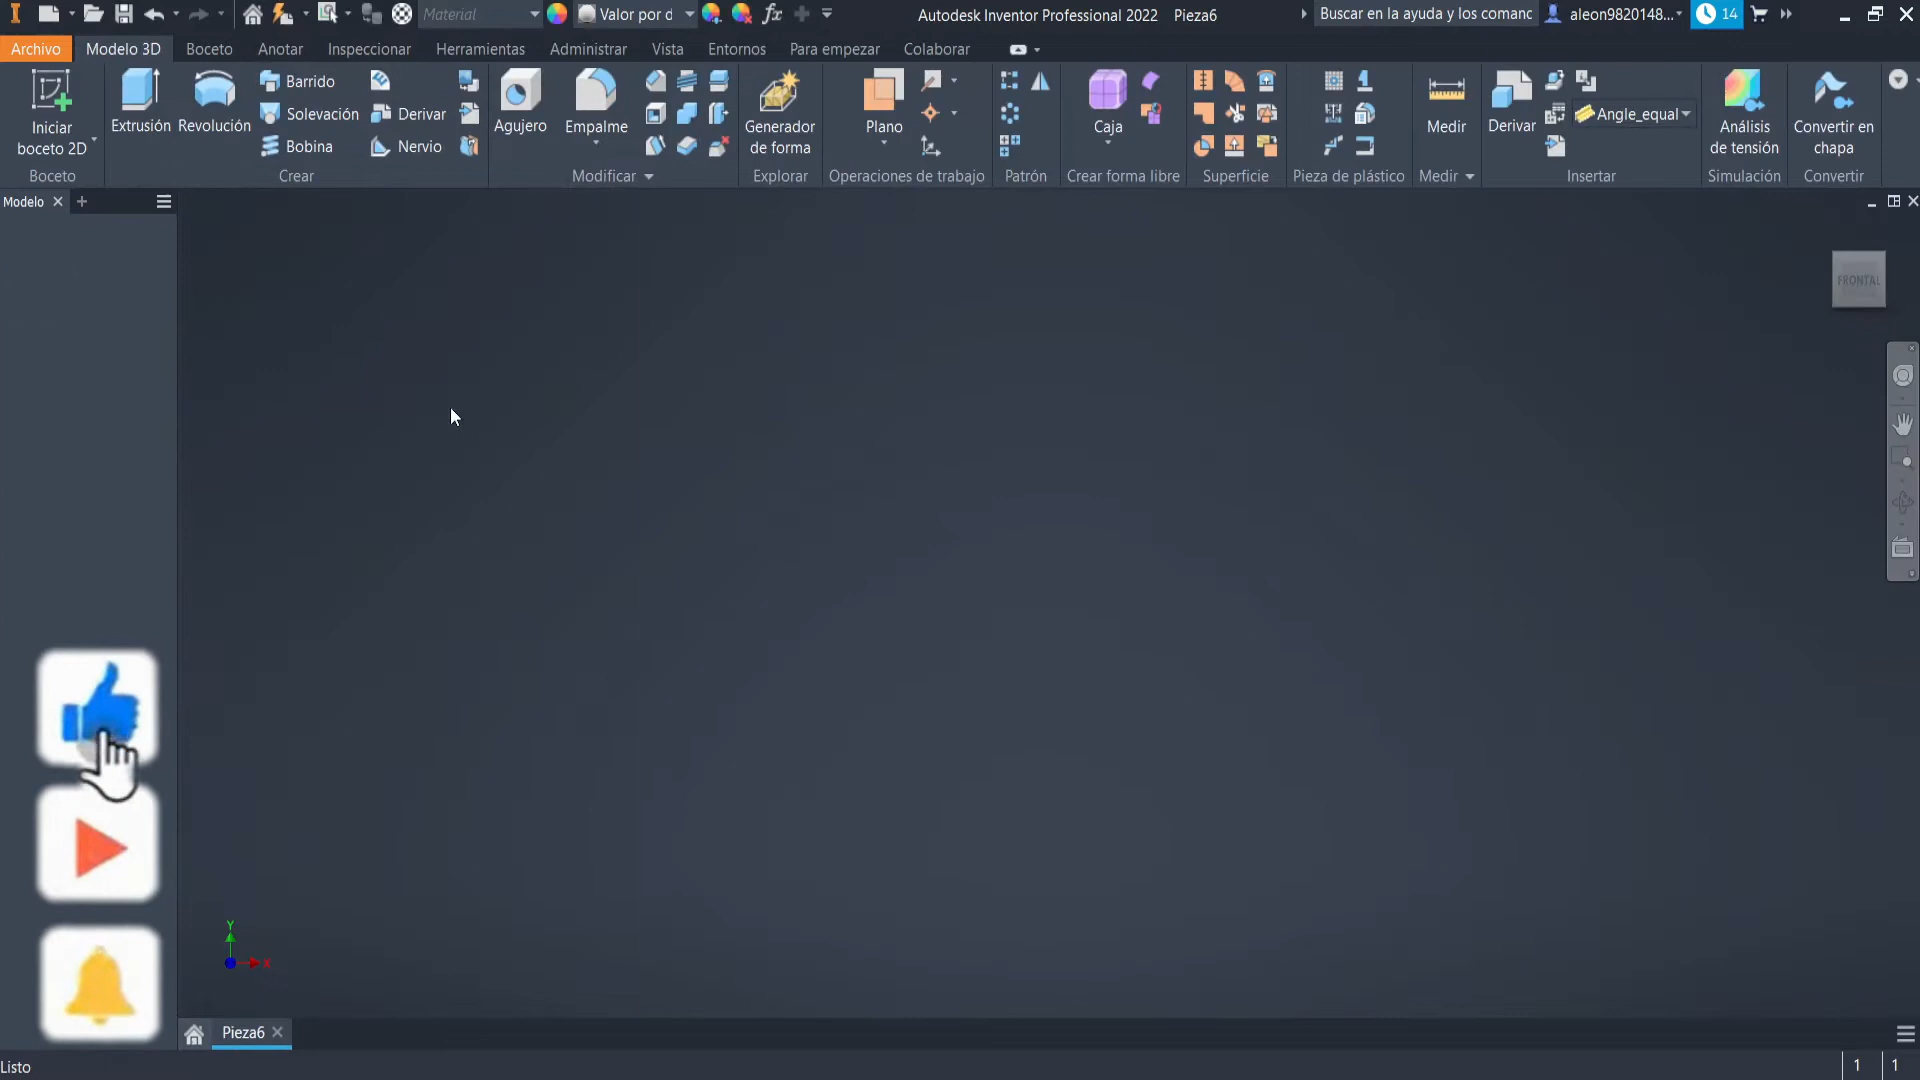 Material
Valor por d
Autodesk Inventor Professional 2022 Pieza6
Buscar en la ayuda y los comanc
aleon9820148...
14
Archivo Modelo 3D Boceto Anotar Inspeccionar Herramientas Administrar Vista Entornos Para empezar Colaborar
Iniciar
boceto 2D
Boceto
Extrusión
Revolución
Barrido
Solevación
Bobina
Derivar
Nervio
Crear
Agujero
Empalme
Modificar
Generador
de forma
Explorar
Plano
Operaciones de trabajo
Patrón
Caja
Crear forma libre
Superficie
Pieza de plástico
Medir
Medir
Derivar
Angle_equal
Insertar
Análisis
de tensión
Simulación
Convertir en
chapa
Convertir
Modelo
FRONTAL
Y
X
Pieza6
Listo
1 1